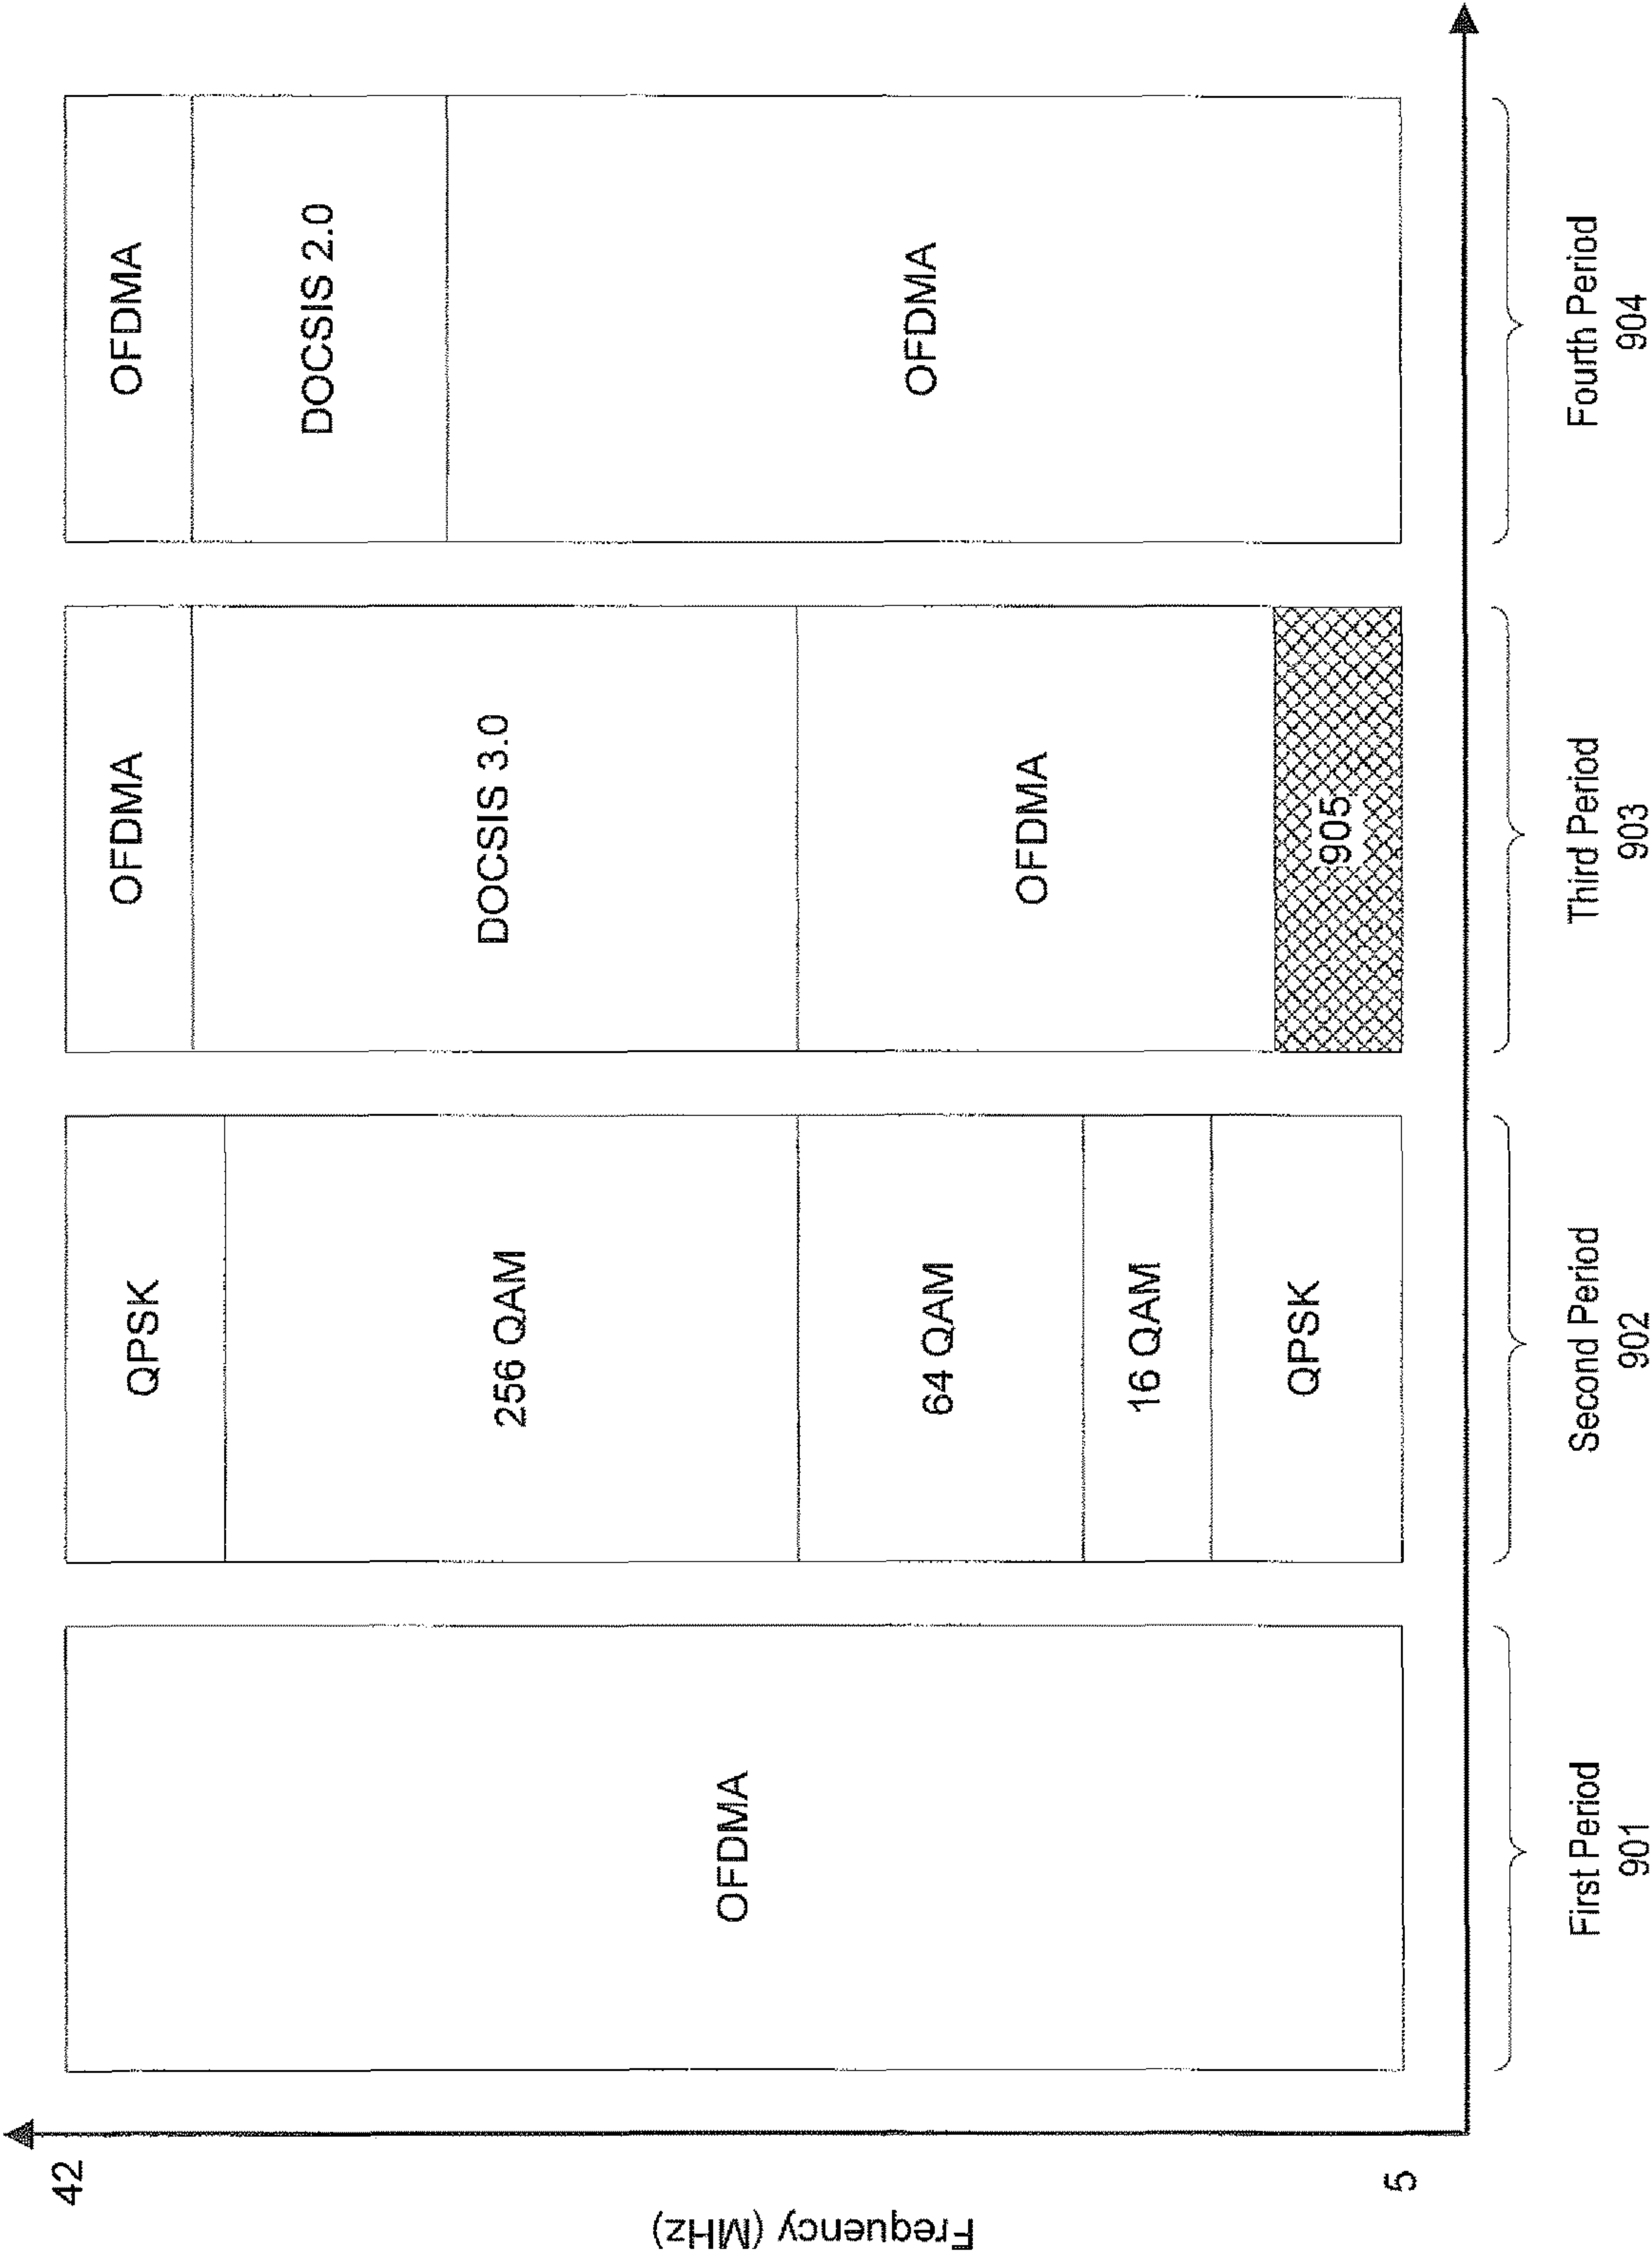 Frequency (MHz)
42
5
OFDMA
First Period
901
QPSK
256 QAM
64 QAM
16 QAM
QPSK
Second Period
902
OFDMA
DOCSIS 3.0
OFDMA
905
Third Period
903
OFDMA
DOCSIS 2.0
OFDMA
Fourth Period
904